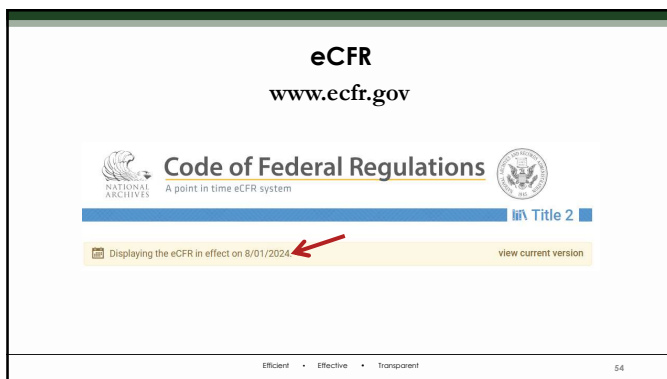 eCFR
www.ecfr.gov
NATIONAL
ARCHIVES
Code of Federal Regulations
A point in time eCFR system
Title 2
Displaying the eCFR in effect on 8/01/2024.
view current version
Efficient • Effective • Transparent
54